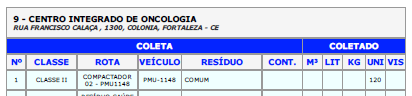 9 - CENTRO INTEGRADO DE ONCOLOGIA
RUA FRANCISCO CALAÇA , 1300, COLONIA, FORTALEZA - CE
COLETA COLETADO
Nº CLASSE ROTA VEÍCULO RESÍDUO CONT. M³ LIT KG UNI VIS
1 CLASSE II COMPACTADOR 02 - PMU1148 PMU-1148 COMUM 120